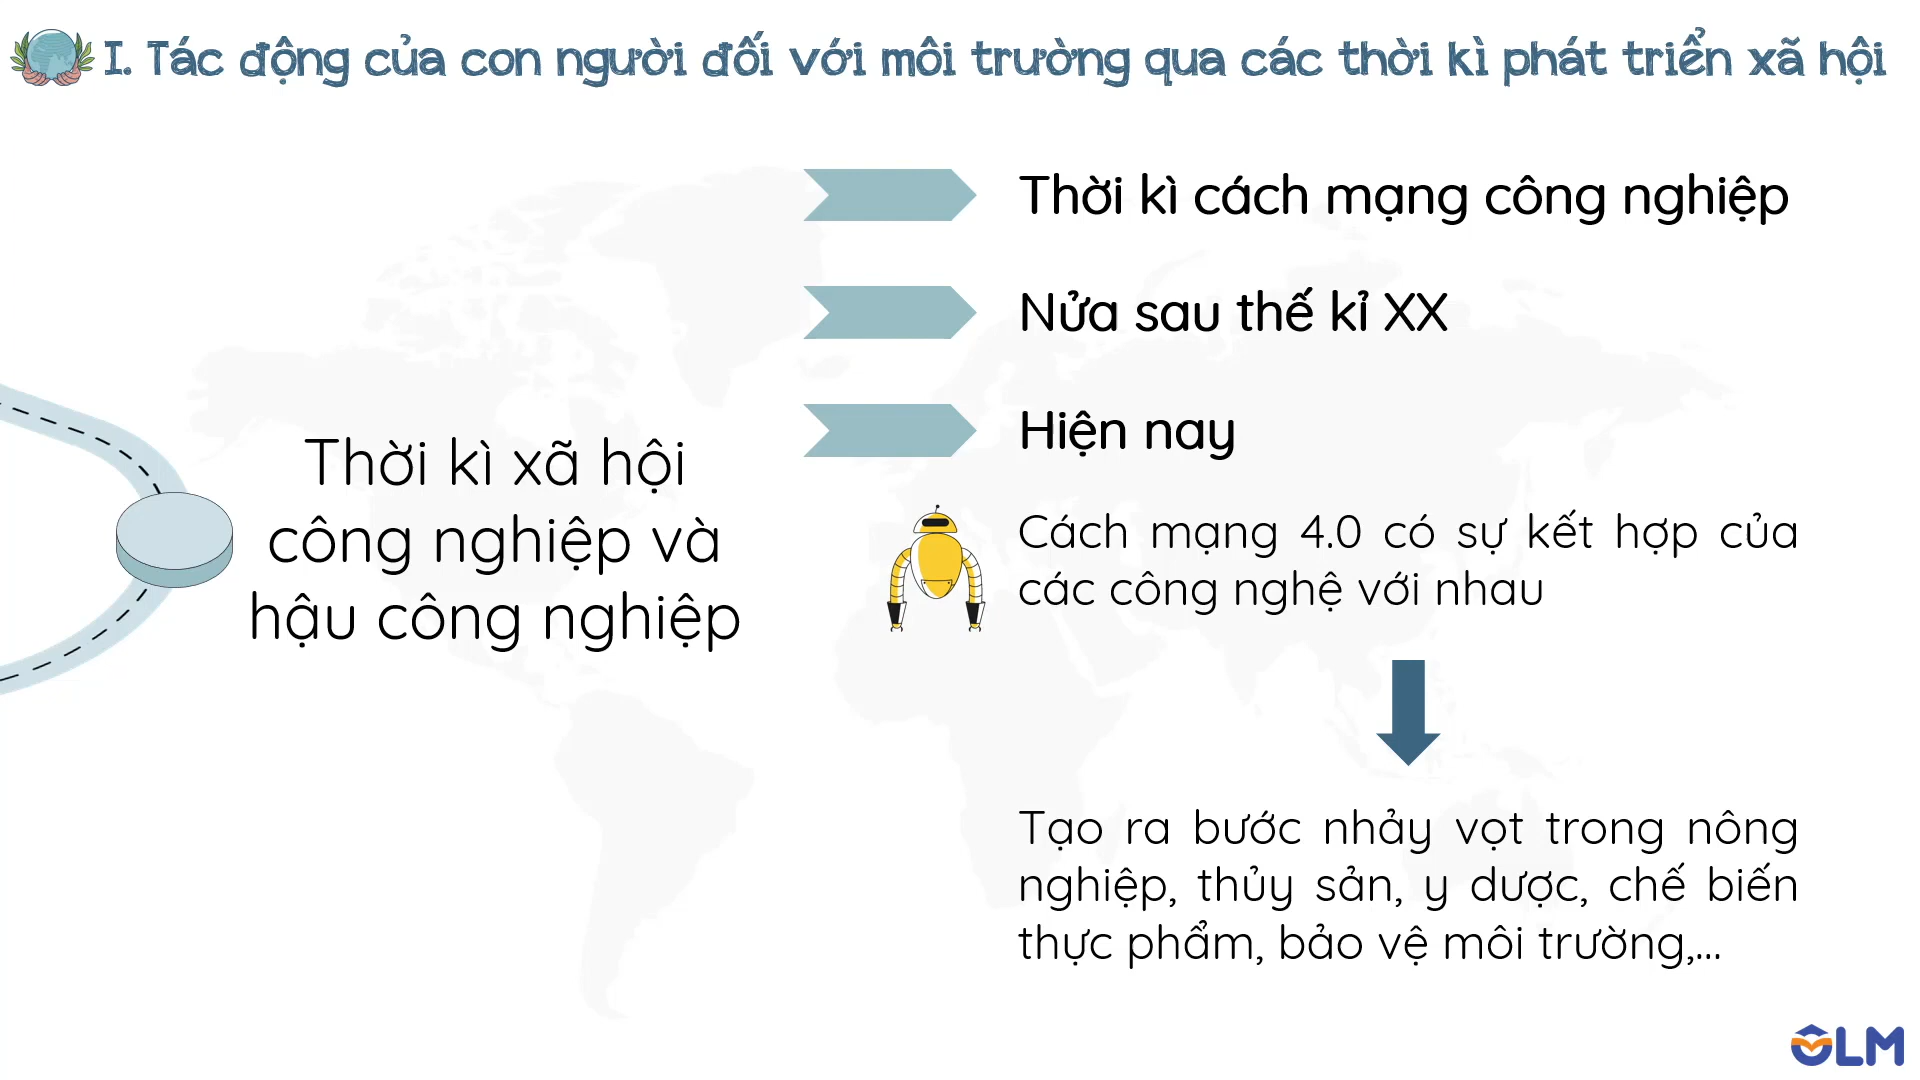 I. Tác động của con người đối với môi trường qua các thời kì phát triển xã hội
Thời kì xã hội
công nghiệp và
hậu công nghiệp
Thời kì cách mạng công nghiệp
Nửa sau thế kỉ XX
Hiện nay
Cách mạng 4.0 có sự kết hợp của
các công nghệ với nhau
Tạo ra bước nhảy vọt trong nông
nghiệp, thủy sản, y dược, chế biến
thực phẩm, bảo vệ môi trường,...
OLM